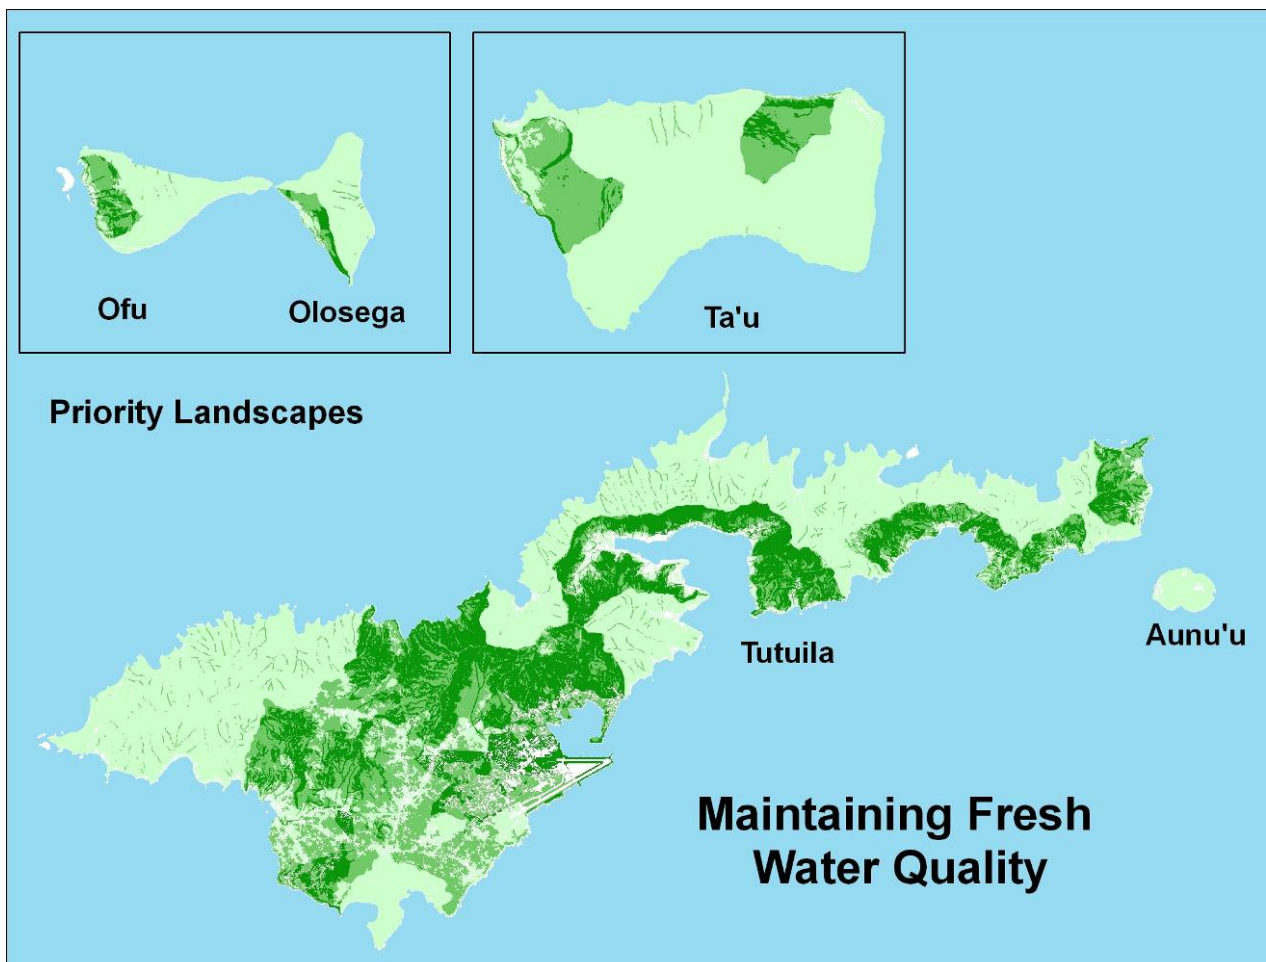 Ofu
Olosega
Ta'u
Priority Landscapes
Tutuila
Aunu'u
Maintaining Fresh
Water Quality